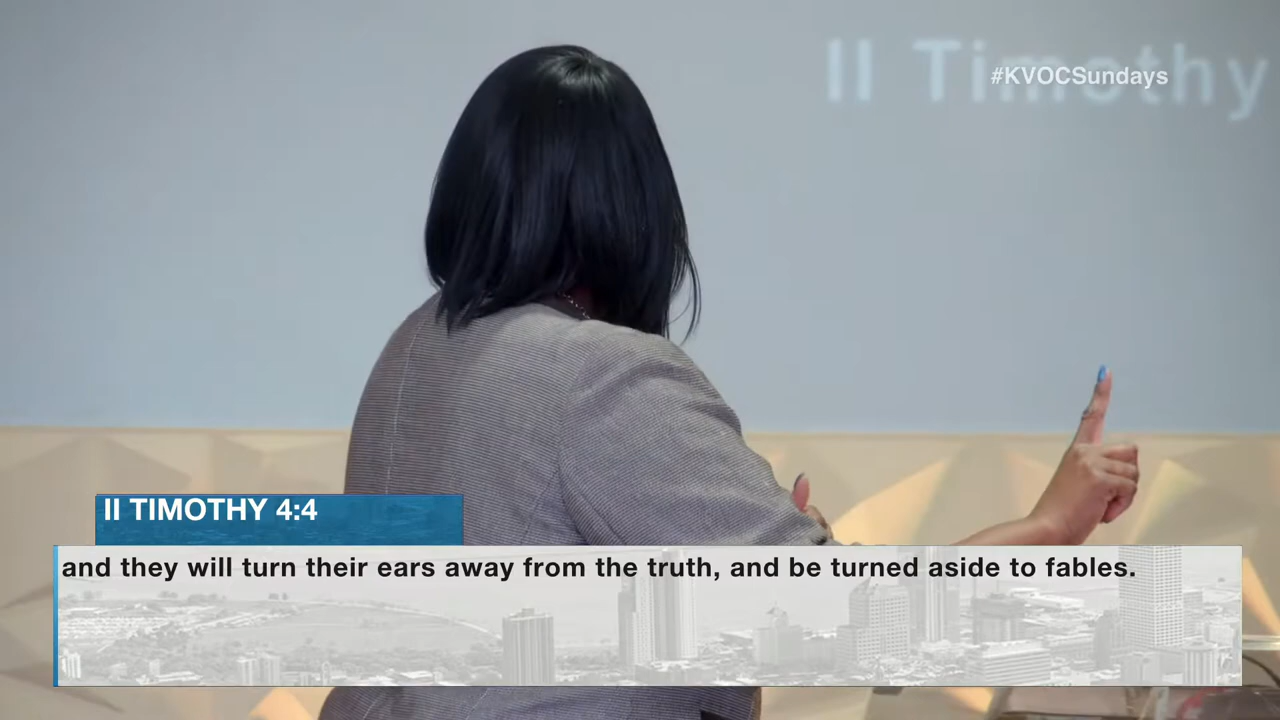 II Timothy
#KVOCSundays
II TIMOTHY 4:4
and they will turn their ears away from the truth, and be turned aside to fables.